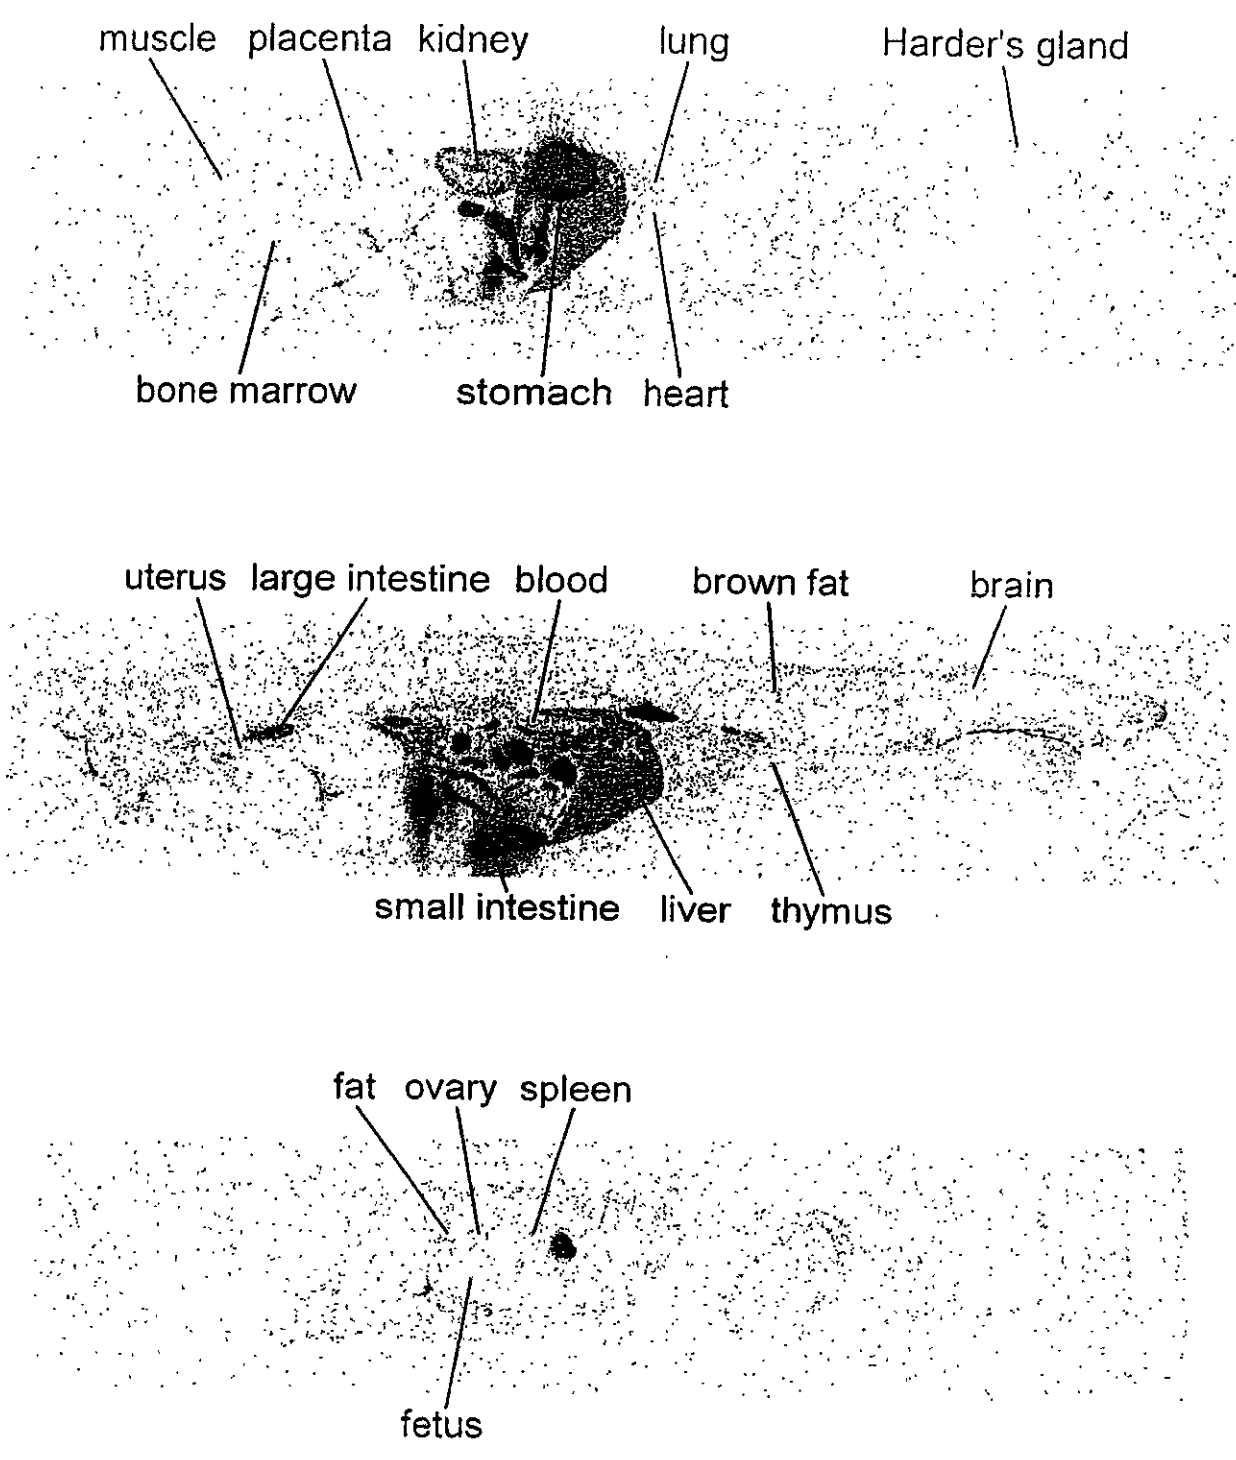 muscle placenta kidney lung Harder's gland
bone marrow stomach heart
uterus large intestine blood brown fat brain
small intestine liver thymus
fat ovary spleen
fetus